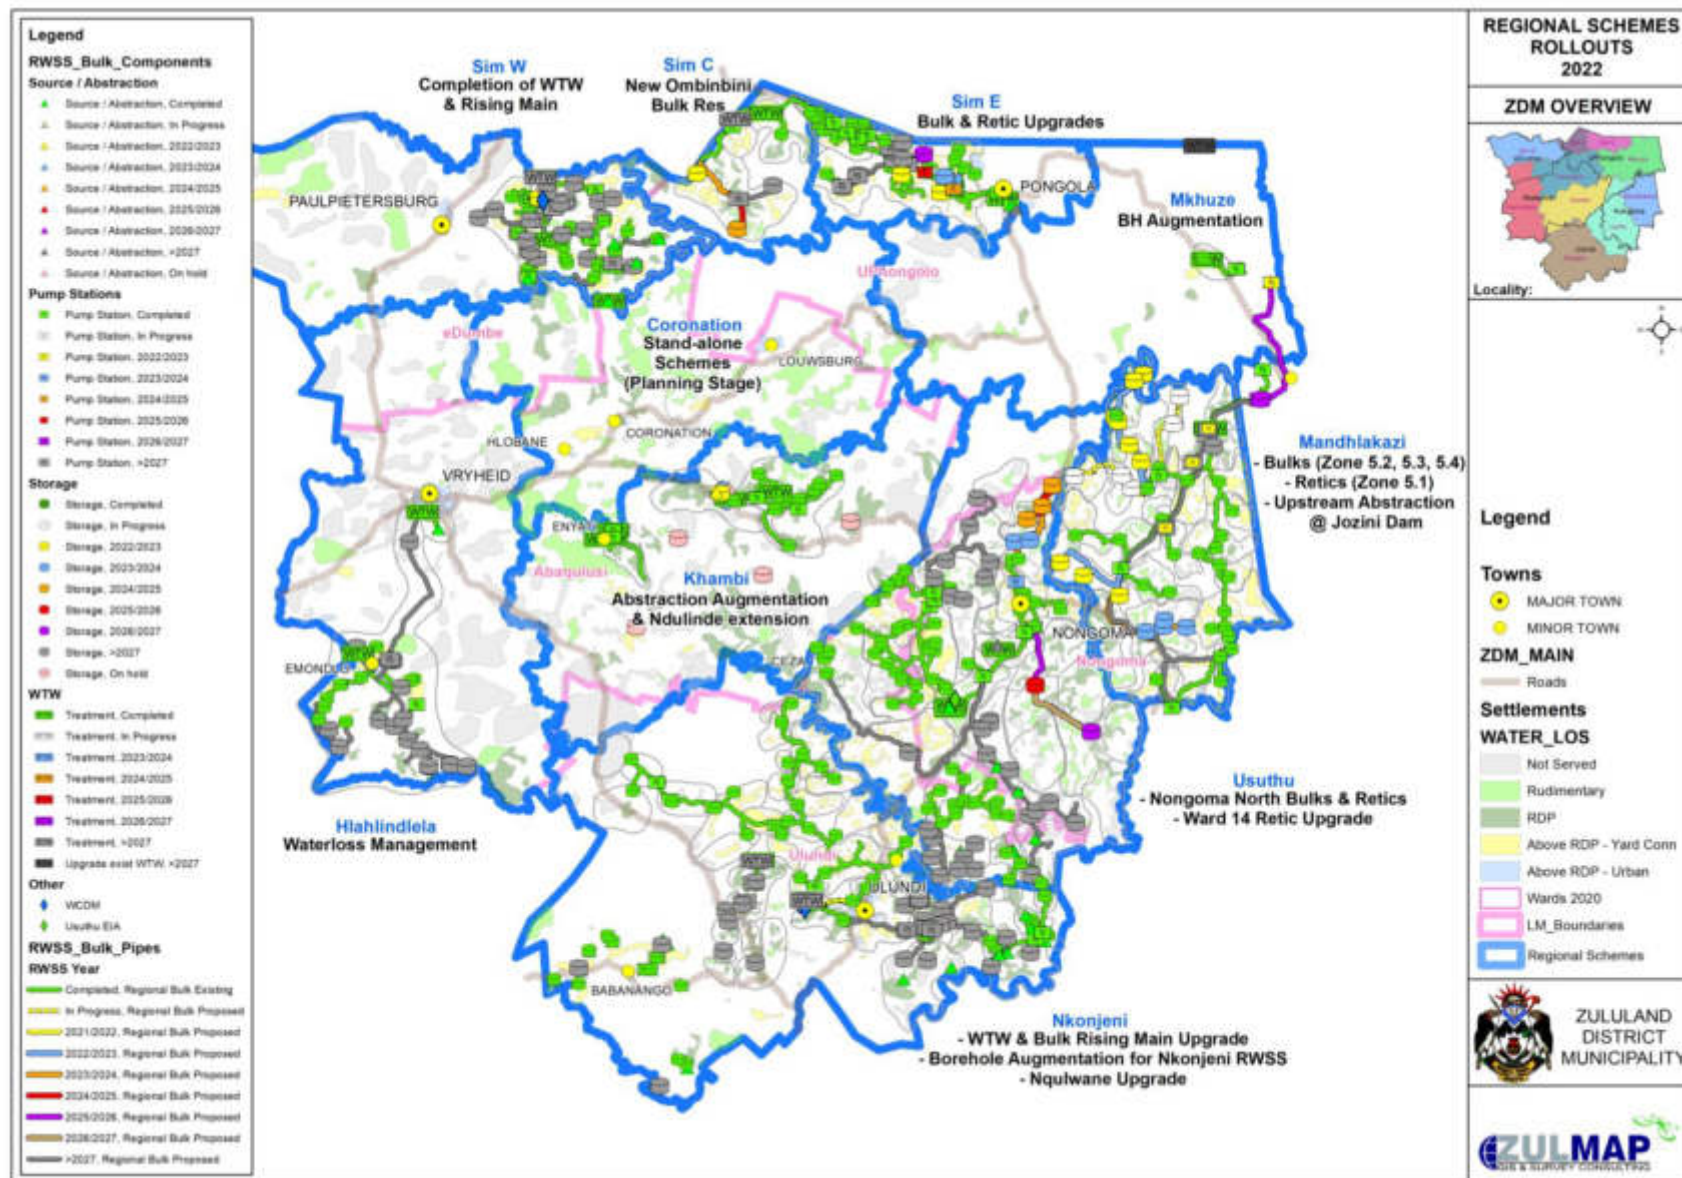 Legend
RWSS_Bulk_Components
Source / Abstraction
Source / Abstraction, Completed
Source / Abstraction, In Progress
Source / Abstraction, 2022/2023
Source / Abstraction, 2023/2024
Source / Abstraction, 2024/2025
Source / Abstraction, 2025/2026
Source / Abstraction, 2026/2027
Source / Abstraction, >2027
Source / Abstraction, On hold
Pump Stations
Pump Station, Completed
Pump Station, In Progress
Pump Station, 2022/2023
Pump Station, 2023/2024
Pump Station, 2024/2025
Pump Station, 2025/2026
Pump Station, 2026/2027
Pump Station, >2027
Storage
Storage, Completed
Storage, In Progress
Storage, 2022/2023
Storage, 2023/2024
Storage, 2024/2025
Storage, 2025/2026
Storage, 2026/2027
Storage, >2027
Storage, On hold
WTW
Treatment, Completed
Treatment, In Progress
Treatment, 2023/2024
Treatment, 2024/2025
Treatment, 2025/2026
Treatment, 2026/2027
Treatment, >2027
Upgrade exist WTW, >2027
Other
WCDM
Usuthu EIA
RWSS_Bulk_Pipes
RWSS Year
Completed, Regional Bulk Existing
In Progress, Regional Bulk Proposed
2021/2022, Regional Bulk Proposed
2022/2023, Regional Bulk Proposed
2023/2024, Regional Bulk Proposed
2024/2025, Regional Bulk Proposed
2025/2026, Regional Bulk Proposed
2026/2027, Regional Bulk Proposed
>2027, Regional Bulk Proposed
Sim W
Completion of WTW
& Rising Main
Sim C
New Ombinbini
Bulk Res
Sim E
Bulk & Retic Upgrades
WTW
WTW
WTW
PAULPIETERSBURG
PONGOLA
Mkhuze
BH Augmentation
UPhongolo
WTW
eDumbe
Coronation
Stand-alone
Schemes
(Planning Stage)
LOUWSBURG
CORONATION
HLOBANE
VRYHEID
WTW
WTW
Mandhlakazi
- Bulks (Zone 5.2, 5.3, 5.4)
- Retics (Zone 5.1)
- Upstream Abstraction
@ Jozini Dam
Abaqulusi
Khambi
Abstraction Augmentation
& Ndulinde extension
NONGOMA
Nongoma
WTW
WTW
CEZA
Usuthu
- Nongoma North Bulks & Retics
- Ward 14 Retic Upgrade
Hlahlindlela
Waterloss Management
Ulundi
WTW
ULUNDI
WTW
BABANANGO
Nkonjeni
- WTW & Bulk Rising Main Upgrade
- Borehole Augmentation for Nkonjeni RWSS
- Nqulwane Upgrade
REGIONAL SCHEMES
ROLLOUTS
2022
ZDM OVERVIEW
Locality:
Legend
Towns
MAJOR TOWN
MINOR TOWN
ZDM_MAIN
Roads
Settlements
WATER_LOS
Not Served
Rudimentary
RDP
Above RDP - Yard Conn
Above RDP - Urban
Wards 2020
LM_Boundaries
Regional Schemes
ZULULAND
DISTRICT
MUNICIPALITY
ZULMAP
GIS & SURVEY CONSULTING